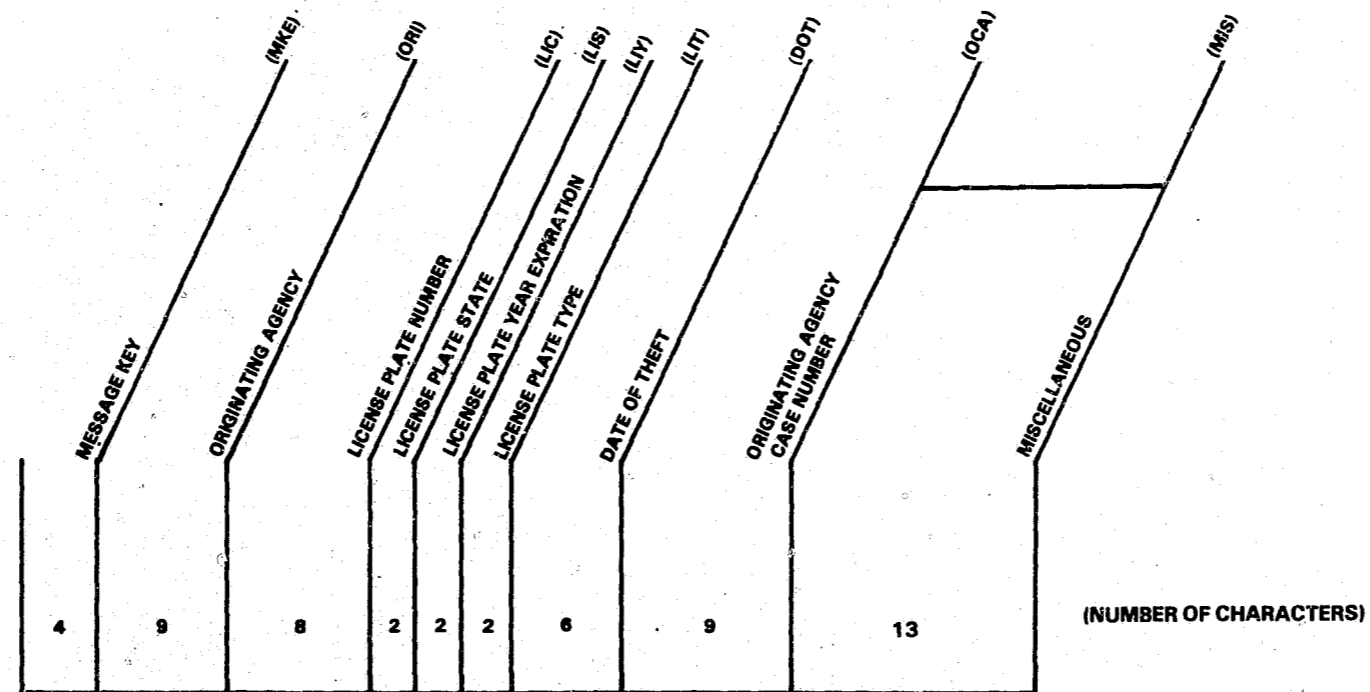 (MKE)
(ORI)
(LIC)
(LIS)
(LIY)
(LIT)
(DOT)
(OCA)
(MIS)
MESSAGE KEY
ORIGINATING AGENCY
LICENSE PLATE NUMBER
LICENSE PLATE STATE
LICENSE PLATE YEAR EXPIRATION
LICENSE PLATE TYPE
DATE OF THEFT
ORIGINATING AGENCY
CASE NUMBER
MISCELLANEOUS
4 9 8 2 2 2 6 9 13 (NUMBER OF CHARACTERS)